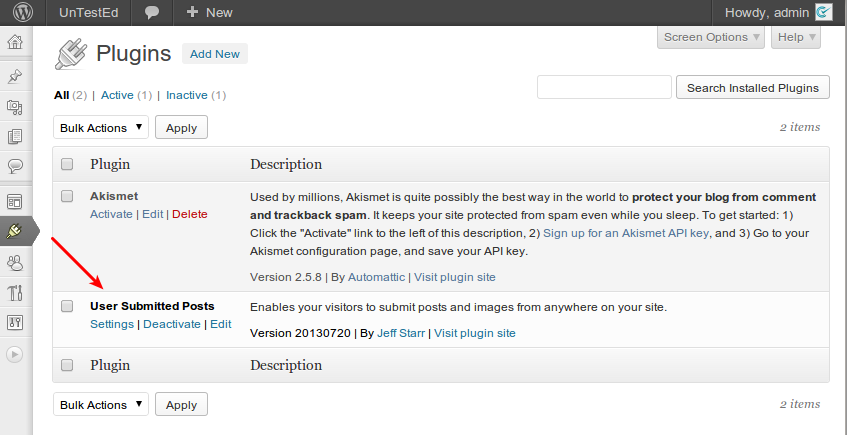 UnTestEd + New Howdy, admin
Screen Options Help
Plugins Add New
All (2) | Active (1) | Inactive (1)
Search Installed Plugins
Bulk Actions Apply 2 items
Plugin Description
Akismet
Activate | Edit | Delete
Used by millions, Akismet is quite possibly the best way in the world to protect your blog from comment
and trackback spam. It keeps your site protected from spam even while you sleep. To get started: 1)
Click the "Activate" link to the left of this description, 2) Sign up for an Akismet API key, and 3) Go to your
Akismet configuration page, and save your API key.
Version 2.5.8 | By Automattic | Visit plugin site
User Submitted Posts
Settings | Deactivate | Edit
Enables your visitors to submit posts and images from anywhere on your site.
Version 20130720 | By Jeff Starr | Visit plugin site
Plugin Description
Bulk Actions Apply 2 items